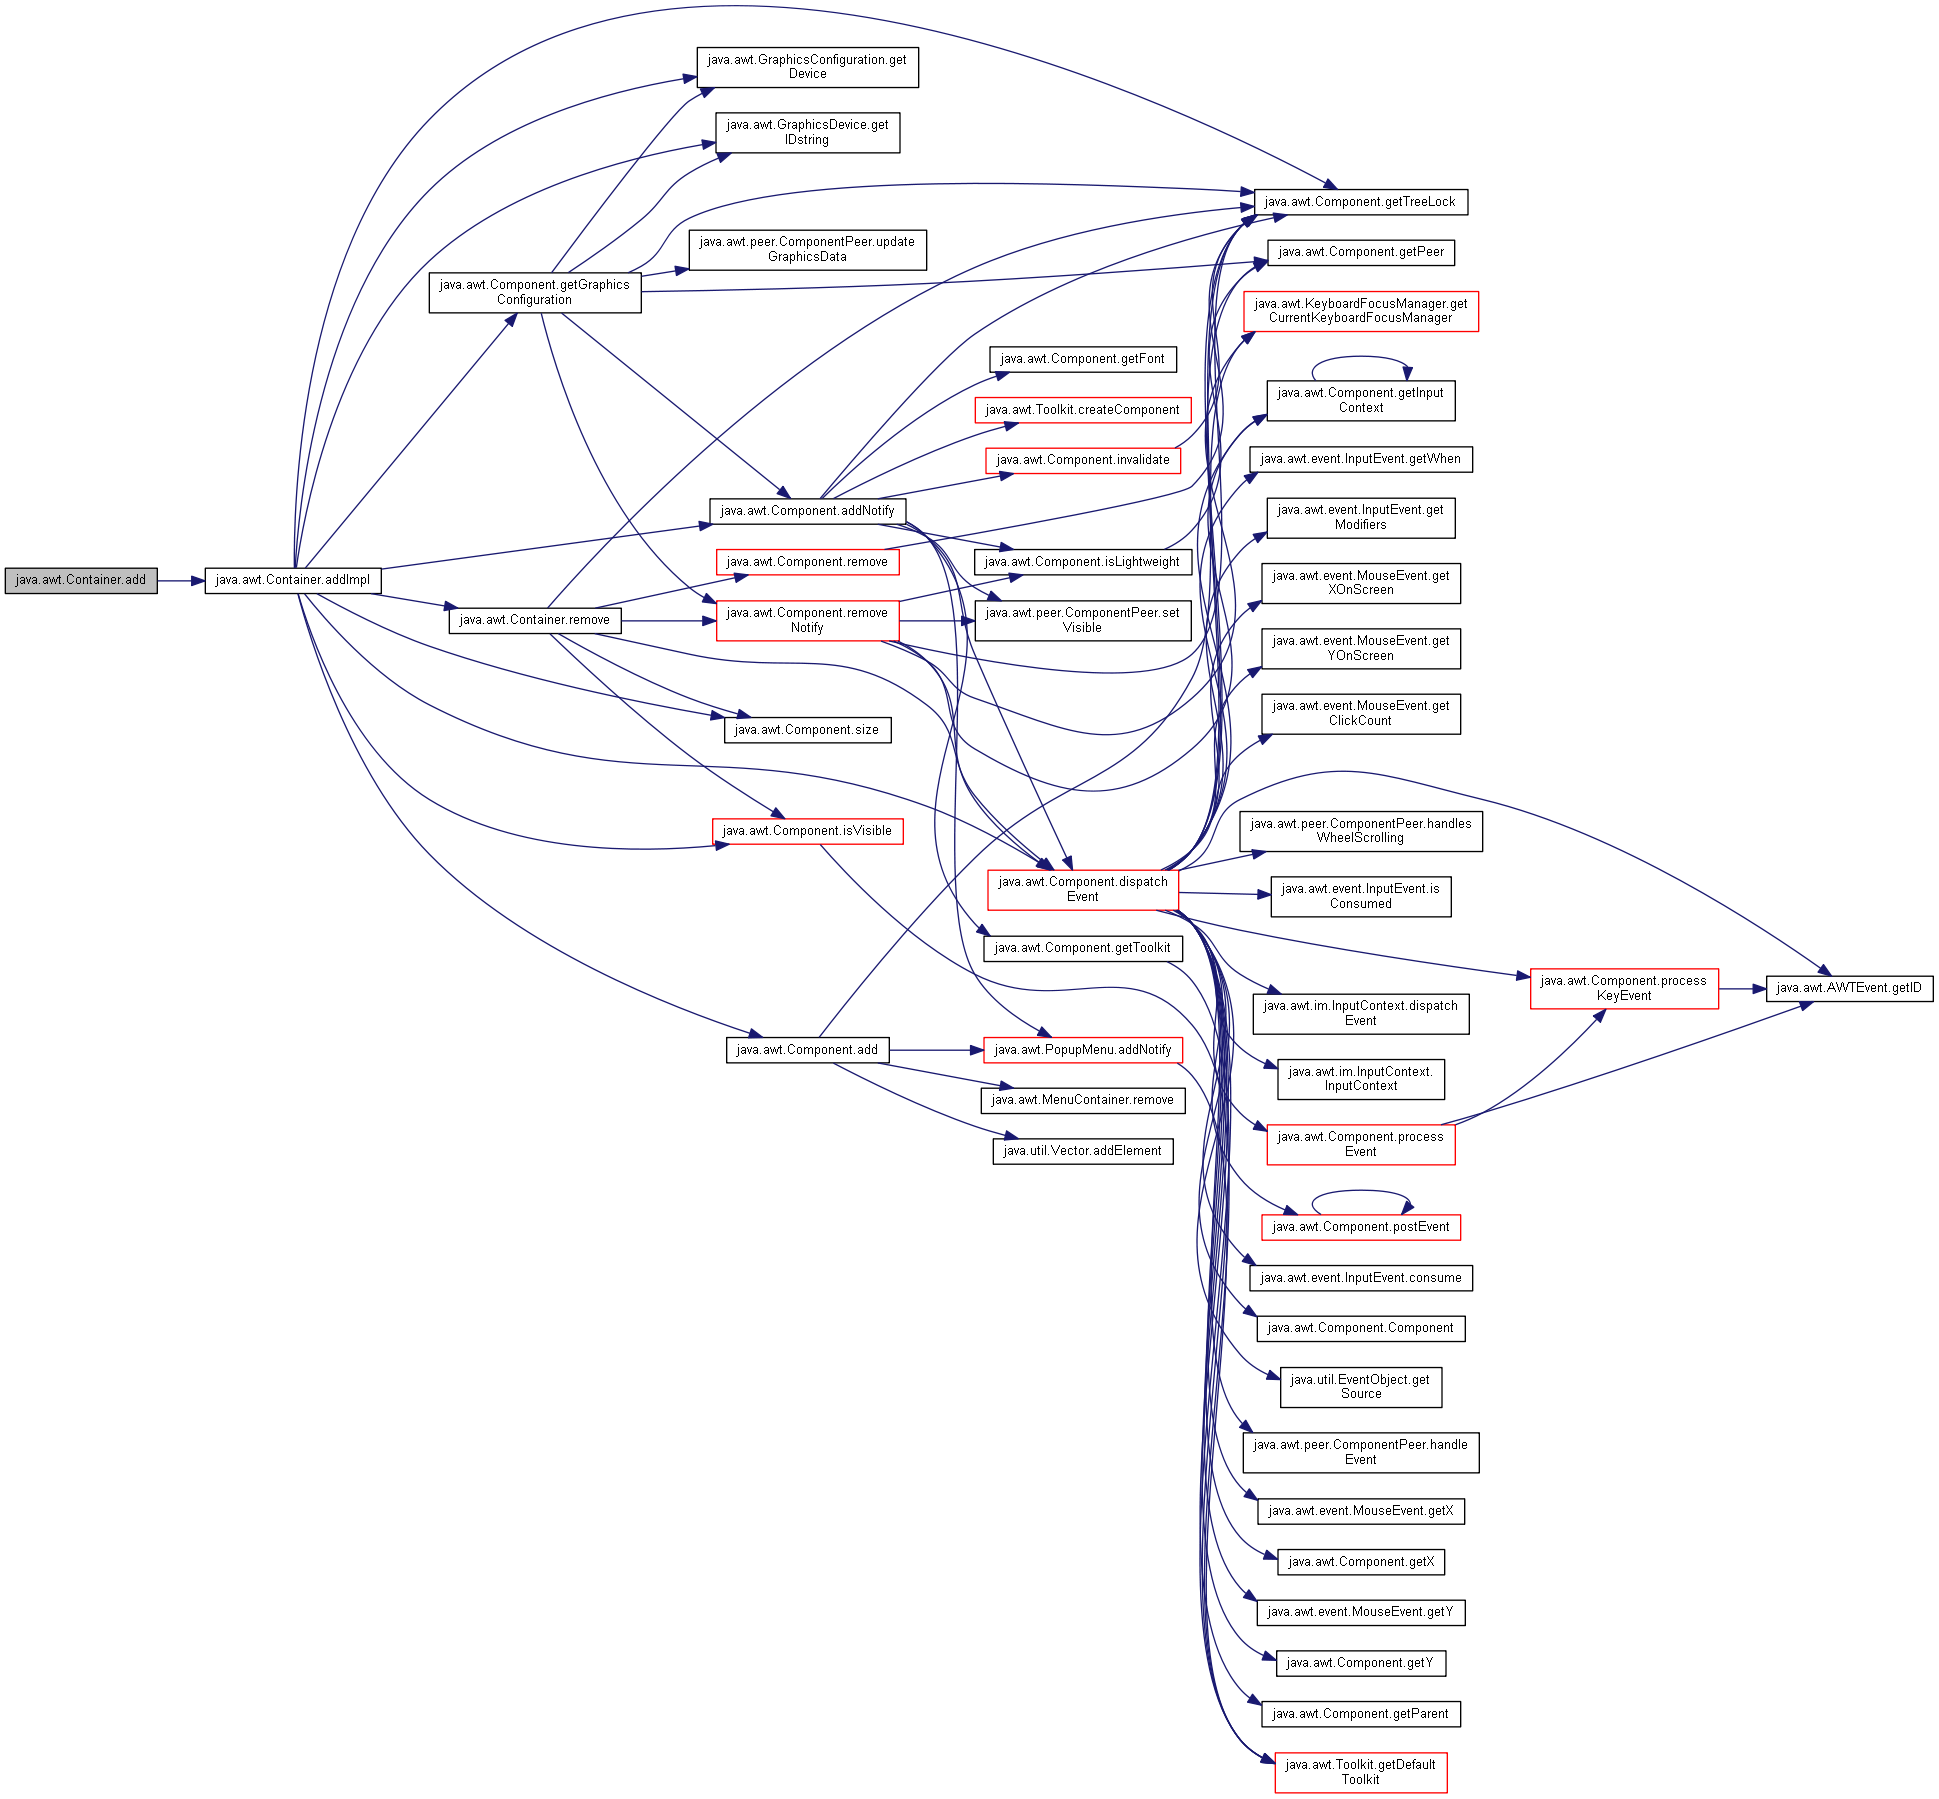 java.awt.Container.add
java.awt.Container.addImpl
java.awt.Component.getGraphics
Configuration
java.awt.Container.remove
java.awt.GraphicsConfiguration.get
Device
java.awt.GraphicsDevice.get
IDstring
java.awt.peer.ComponentPeer.update
GraphicsData
java.awt.Component.addNotify
java.awt.Component.remove
java.awt.Component.remove
Notify
java.awt.Component.size
java.awt.Component.isVisible
java.awt.Component.add
java.awt.Component.getFont
java.awt.Toolkit.createComponent
java.awt.Component.invalidate
java.awt.Component.isLightweight
java.awt.peer.ComponentPeer.set
Visible
java.awt.Component.dispatch
Event
java.awt.Component.getToolkit
java.awt.PopupMenu.addNotify
java.awt.MenuContainer.remove
java.util.Vector.addElement
java.awt.Component.getTreeLock
java.awt.Component.getPeer
java.awt.KeyboardFocusManager.get
CurrentKeyboardFocusManager
java.awt.Component.getInput
Context
java.awt.event.InputEvent.getWhen
java.awt.event.InputEvent.get
Modifiers
java.awt.event.MouseEvent.get
XOnScreen
java.awt.event.MouseEvent.get
YOnScreen
java.awt.event.MouseEvent.get
ClickCount
java.awt.peer.ComponentPeer.handles
WheelScrolling
java.awt.event.InputEvent.is
Consumed
java.awt.im.InputContext.dispatch
Event
java.awt.im.InputContext.
InputContext
java.awt.Component.process
Event
java.awt.Component.postEvent
java.awt.event.InputEvent.consume
java.awt.Component.Component
java.util.EventObject.get
Source
java.awt.peer.ComponentPeer.handle
Event
java.awt.event.MouseEvent.getX
java.awt.Component.getX
java.awt.event.MouseEvent.getY
java.awt.Component.getY
java.awt.Component.getParent
java.awt.Toolkit.getDefault
Toolkit
java.awt.Component.process
KeyEvent
java.awt.AWTEvent.getID